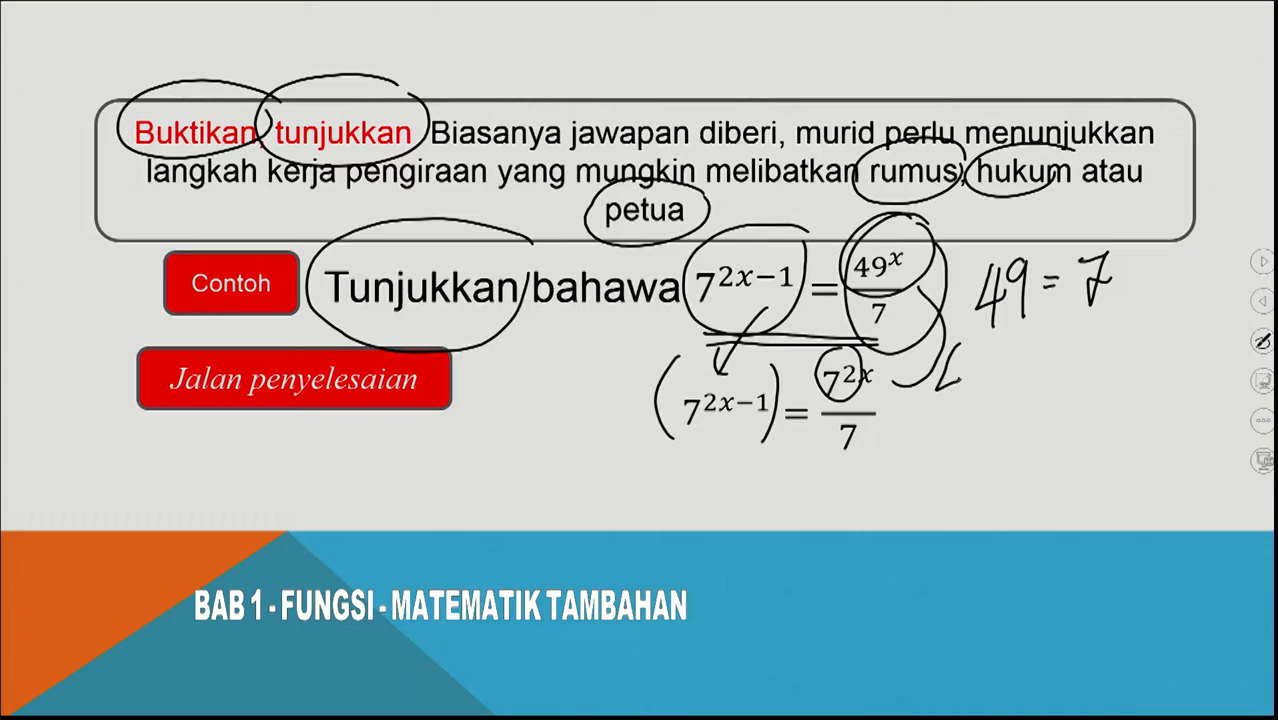 Buktikan, tunjukkan Biasanya jawapan diberi, murid perlu menunjukkan
langkah kerja pengiraan yang mungkin melibatkan rumus, hukum atau
petua
Contoh
Tunjukkan/bahawa 7^{2x−1} = \frac{49^x}{7}
49 = 7
Jalan penyelesaian
(7^{2x−1}) = \frac{7^{2x}}{7}
BAB 1 - FUNGSI - MATEMATIK TAMBAHAN